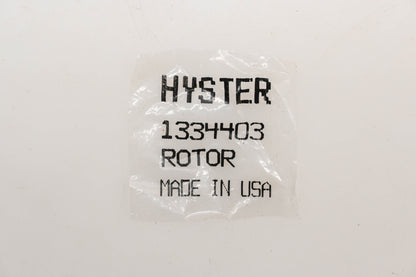 HYSTER
1334403
ROTOR
MADE IN USA